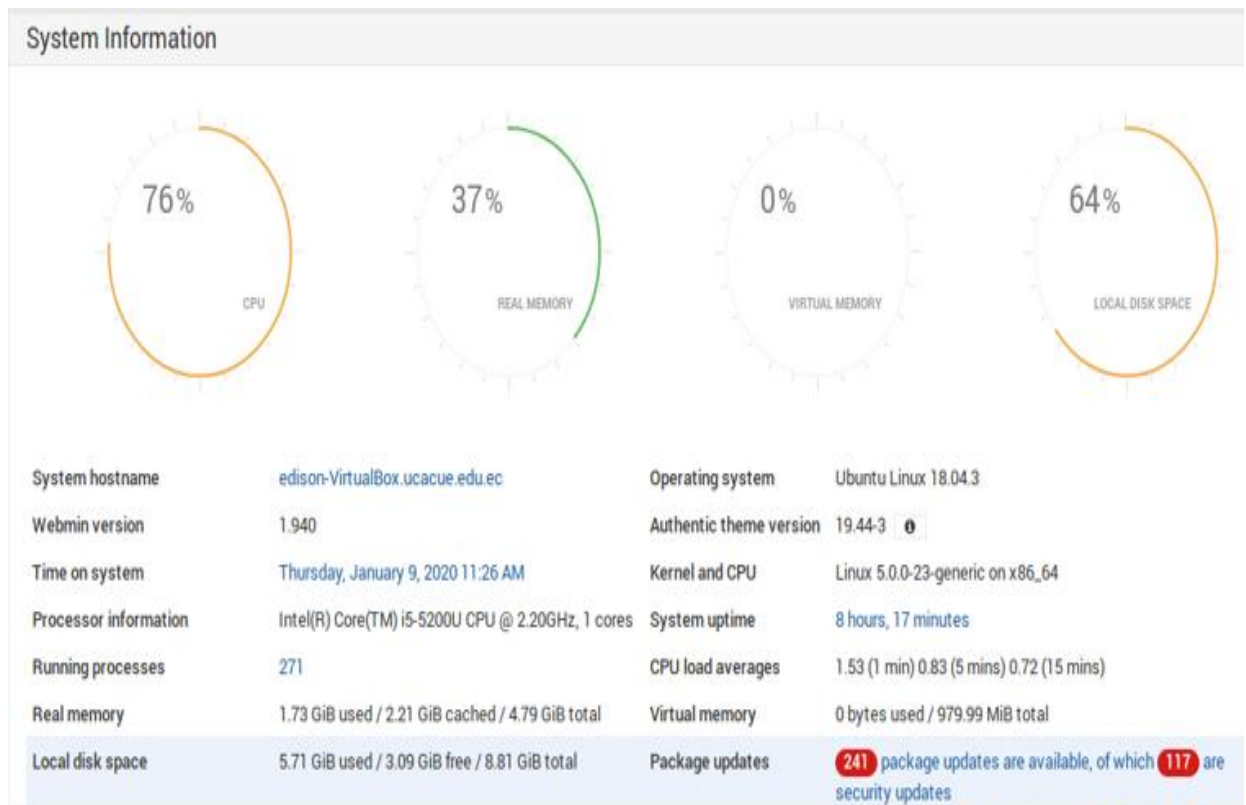 System Information
76%
CPU
37%
REAL MEMORY
0%
VIRTUAL MEMORY
64%
LOCAL DISK SPACE
System hostname edison-VirtualBox.ucacue.edu.ec Operating system Ubuntu Linux 18.04.3
Webmin version 1.940 Authentic theme version 19.44-3
Time on system Thursday, January 9, 2020 11:26 AM Kernel and CPU Linux 5.0.0-23-generic on x86_64
Processor information Intel(R) Core(TM) i5-5200U CPU @ 2.20GHz, 1 cores System uptime 8 hours, 17 minutes
Running processes 271 CPU load averages 1.53 (1 min) 0.83 (5 mins) 0.72 (15 mins)
Real memory 1.73 GiB used / 2.21 GiB cached / 4.79 GiB total Virtual memory 0 bytes used / 979.99 MiB total
Local disk space 5.71 GiB used / 3.09 GiB free / 8.81 GiB total Package updates 241 package updates are available, of which 117 are
security updates